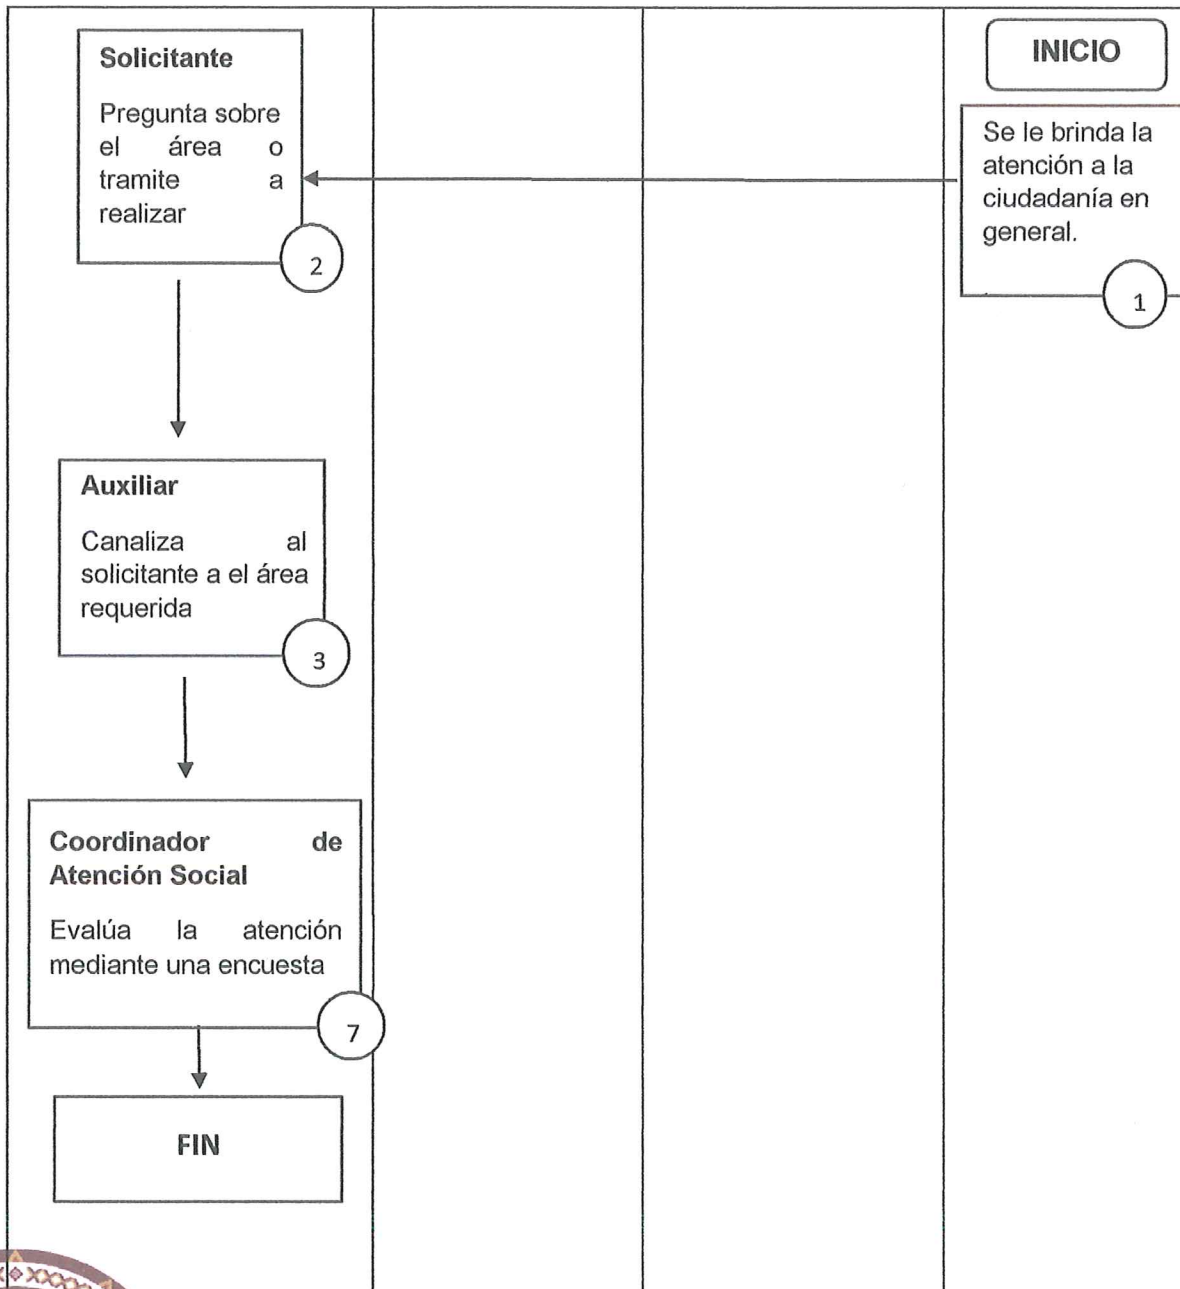 INICIO
Se le brinda la
atención a la
ciudadanía en
general.
1
Solicitante
Pregunta sobre
el área o
tramite a
realizar
2
Auxiliar
Canaliza al
solicitante a el área
requerida
3
Coordinador de
Atención Social
Evalúa la atención
mediante una encuesta
7
FIN